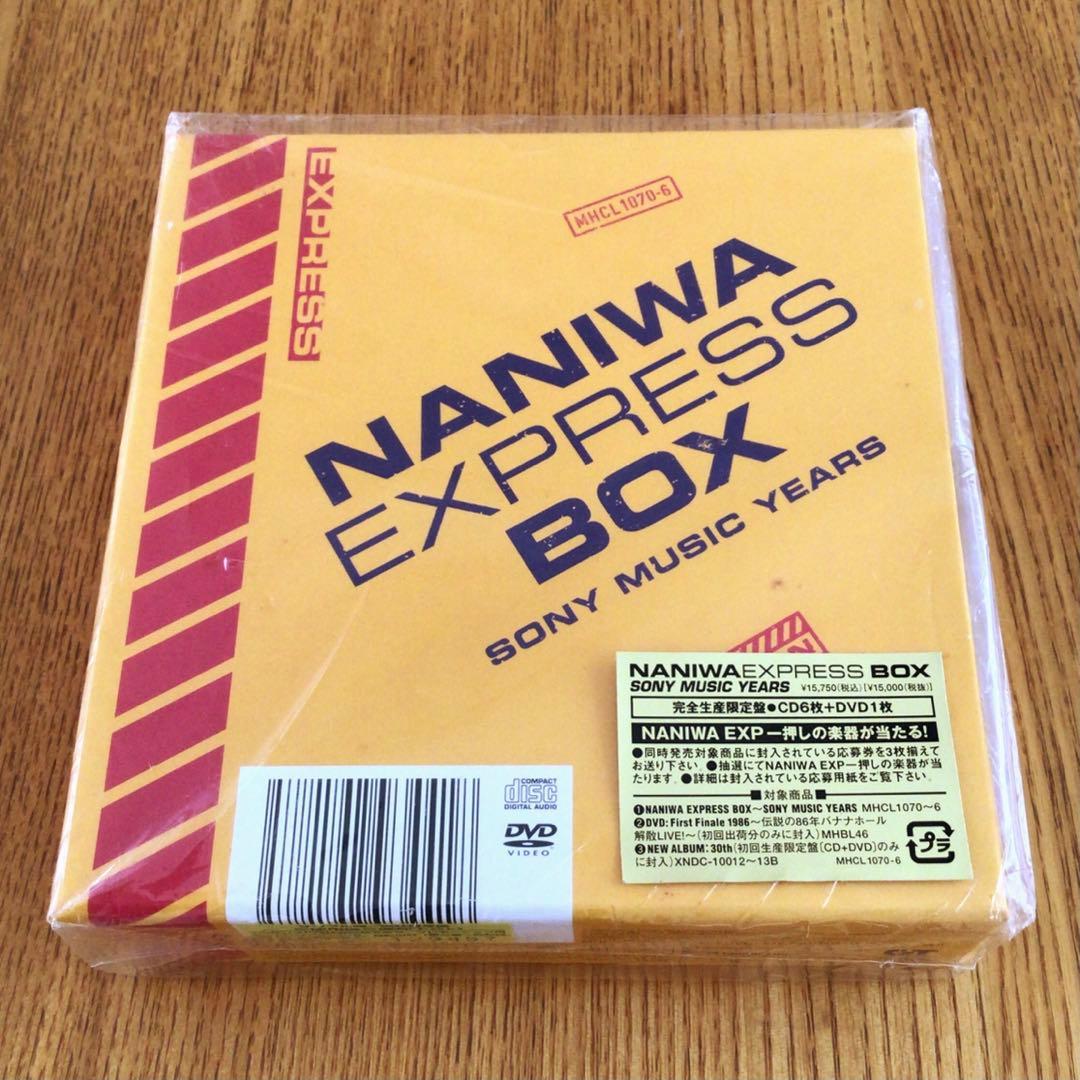 EXPRESS
MHCL1070-6
NANIWA
EXPRESS
BOX
SONY MUSIC YEARS
COMPACT
disc
DIGITAL AUDIO
DVD
VIDEO
NANIWAEXPRESS BOX
SONY MUSIC YEARS ¥15,750(税込)[¥15,000(税抜)]
完全生産限定盤●CD6枚+DVD1枚
NANIWA EXP一押しの楽器が当たる!
●同時発売対象商品に封入されている応募券を3枚揃えて
お送り下さい。●抽選にてNANIWA EXP一押しの楽器が当
たります。●詳細は封入されている応募用紙をご覧下さい。
■対象商品■
❶NANIWA EXPRESS BOX〜SONY MUSIC YEARS MHCL1070〜6
❷DVD: First Finale 1986〜伝説の86年バナナホール
解散LIVE!〜(初回出荷分のみに封入) MHBL46
❸NEW ALBUM: 30th(初回生産限定盤〔CD+DVD〕のみ
に封入)XNDC-10012〜13B
プラ
MHCL1070-6